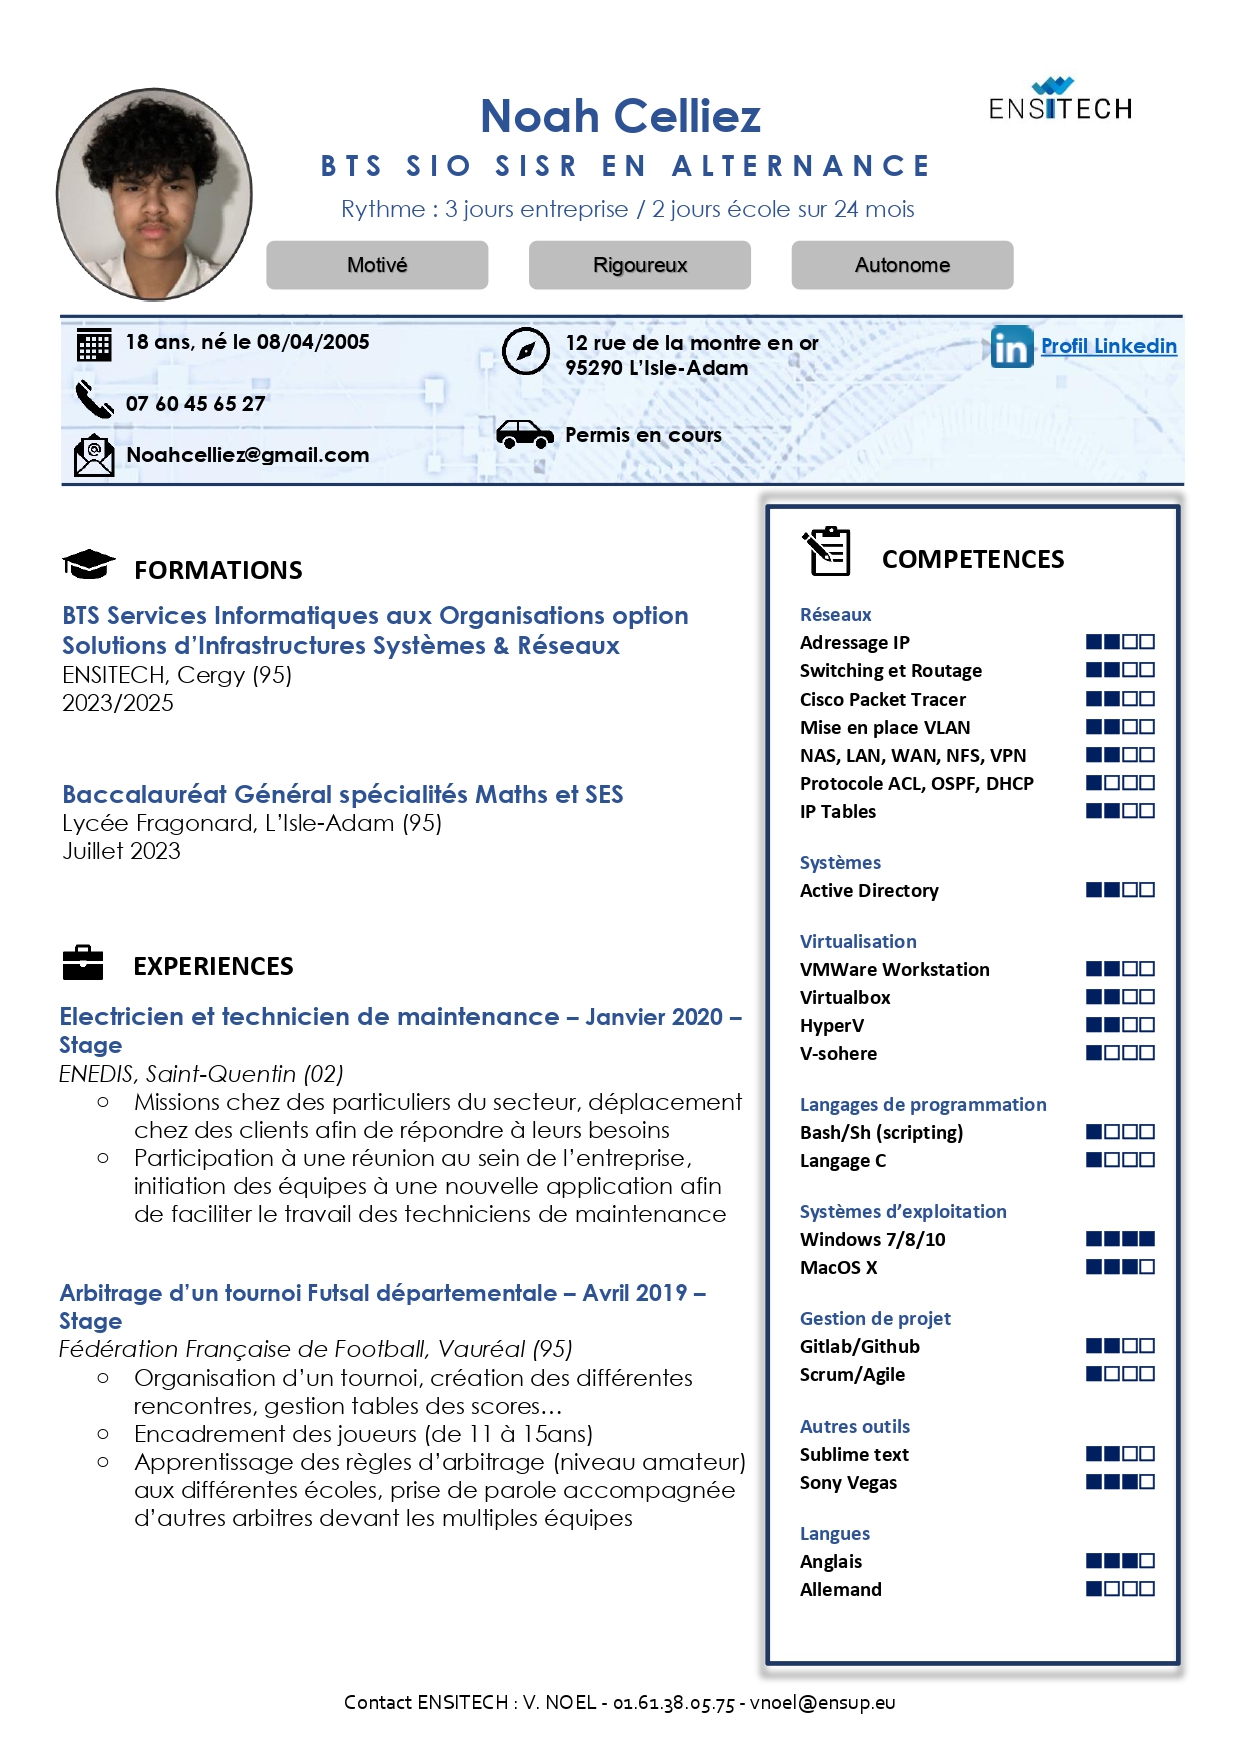 Noah Celliez
ENSITECH
BTS SIO SISR EN ALTERNANCE
Rythme : 3 jours entreprise / 2 jours école sur 24 mois
Motivé
Rigoureux
Autonome
18 ans, né le 08/04/2005
07 60 45 65 27
@
Noahcelliez@gmail.com
12 rue de la montre en or
95290 L’Isle-Adam
Permis en cours
in
Profil Linkedin
FORMATIONS
BTS Services Informatiques aux Organisations option
Solutions d’Infrastructures Systèmes & Réseaux
ENSITECH, Cergy (95)
2023/2025
Baccalauréat Général spécialités Maths et SES
Lycée Fragonard, L’Isle-Adam (95)
Juillet 2023
EXPERIENCES
Electricien et technicien de maintenance – Janvier 2020 –
Stage
ENEDIS, Saint-Quentin (02)
o Missions chez des particuliers du secteur, déplacement
chez des clients afin de répondre à leurs besoins
o Participation à une réunion au sein de l’entreprise,
initiation des équipes à une nouvelle application afin
de faciliter le travail des techniciens de maintenance
Arbitrage d’un tournoi Futsal départementale – Avril 2019 –
Stage
Fédération Française de Football, Vauréal (95)
o Organisation d’un tournoi, création des différentes
rencontres, gestion tables des scores…
o Encadrement des joueurs (de 11 à 15ans)
o Apprentissage des règles d’arbitrage (niveau amateur)
aux différentes écoles, prise de parole accompagnée
d’autres arbitres devant les multiples équipes
COMPETENCES
Réseaux
Adressage IP
Switching et Routage
Cisco Packet Tracer
Mise en place VLAN
NAS, LAN, WAN, NFS, VPN
Protocole ACL, OSPF, DHCP
IP Tables
Systèmes
Active Directory
Virtualisation
VMWare Workstation
Virtualbox
HyperV
V-sohere
Langages de programmation
Bash/Sh (scripting)
Langage C
Systèmes d’exploitation
Windows 7/8/10
MacOS X
Gestion de projet
Gitlab/Github
Scrum/Agile
Autres outils
Sublime text
Sony Vegas
Langues
Anglais
Allemand
Contact ENSITECH : V. NOEL - 01.61.38.05.75 - vnoel@ensup.eu